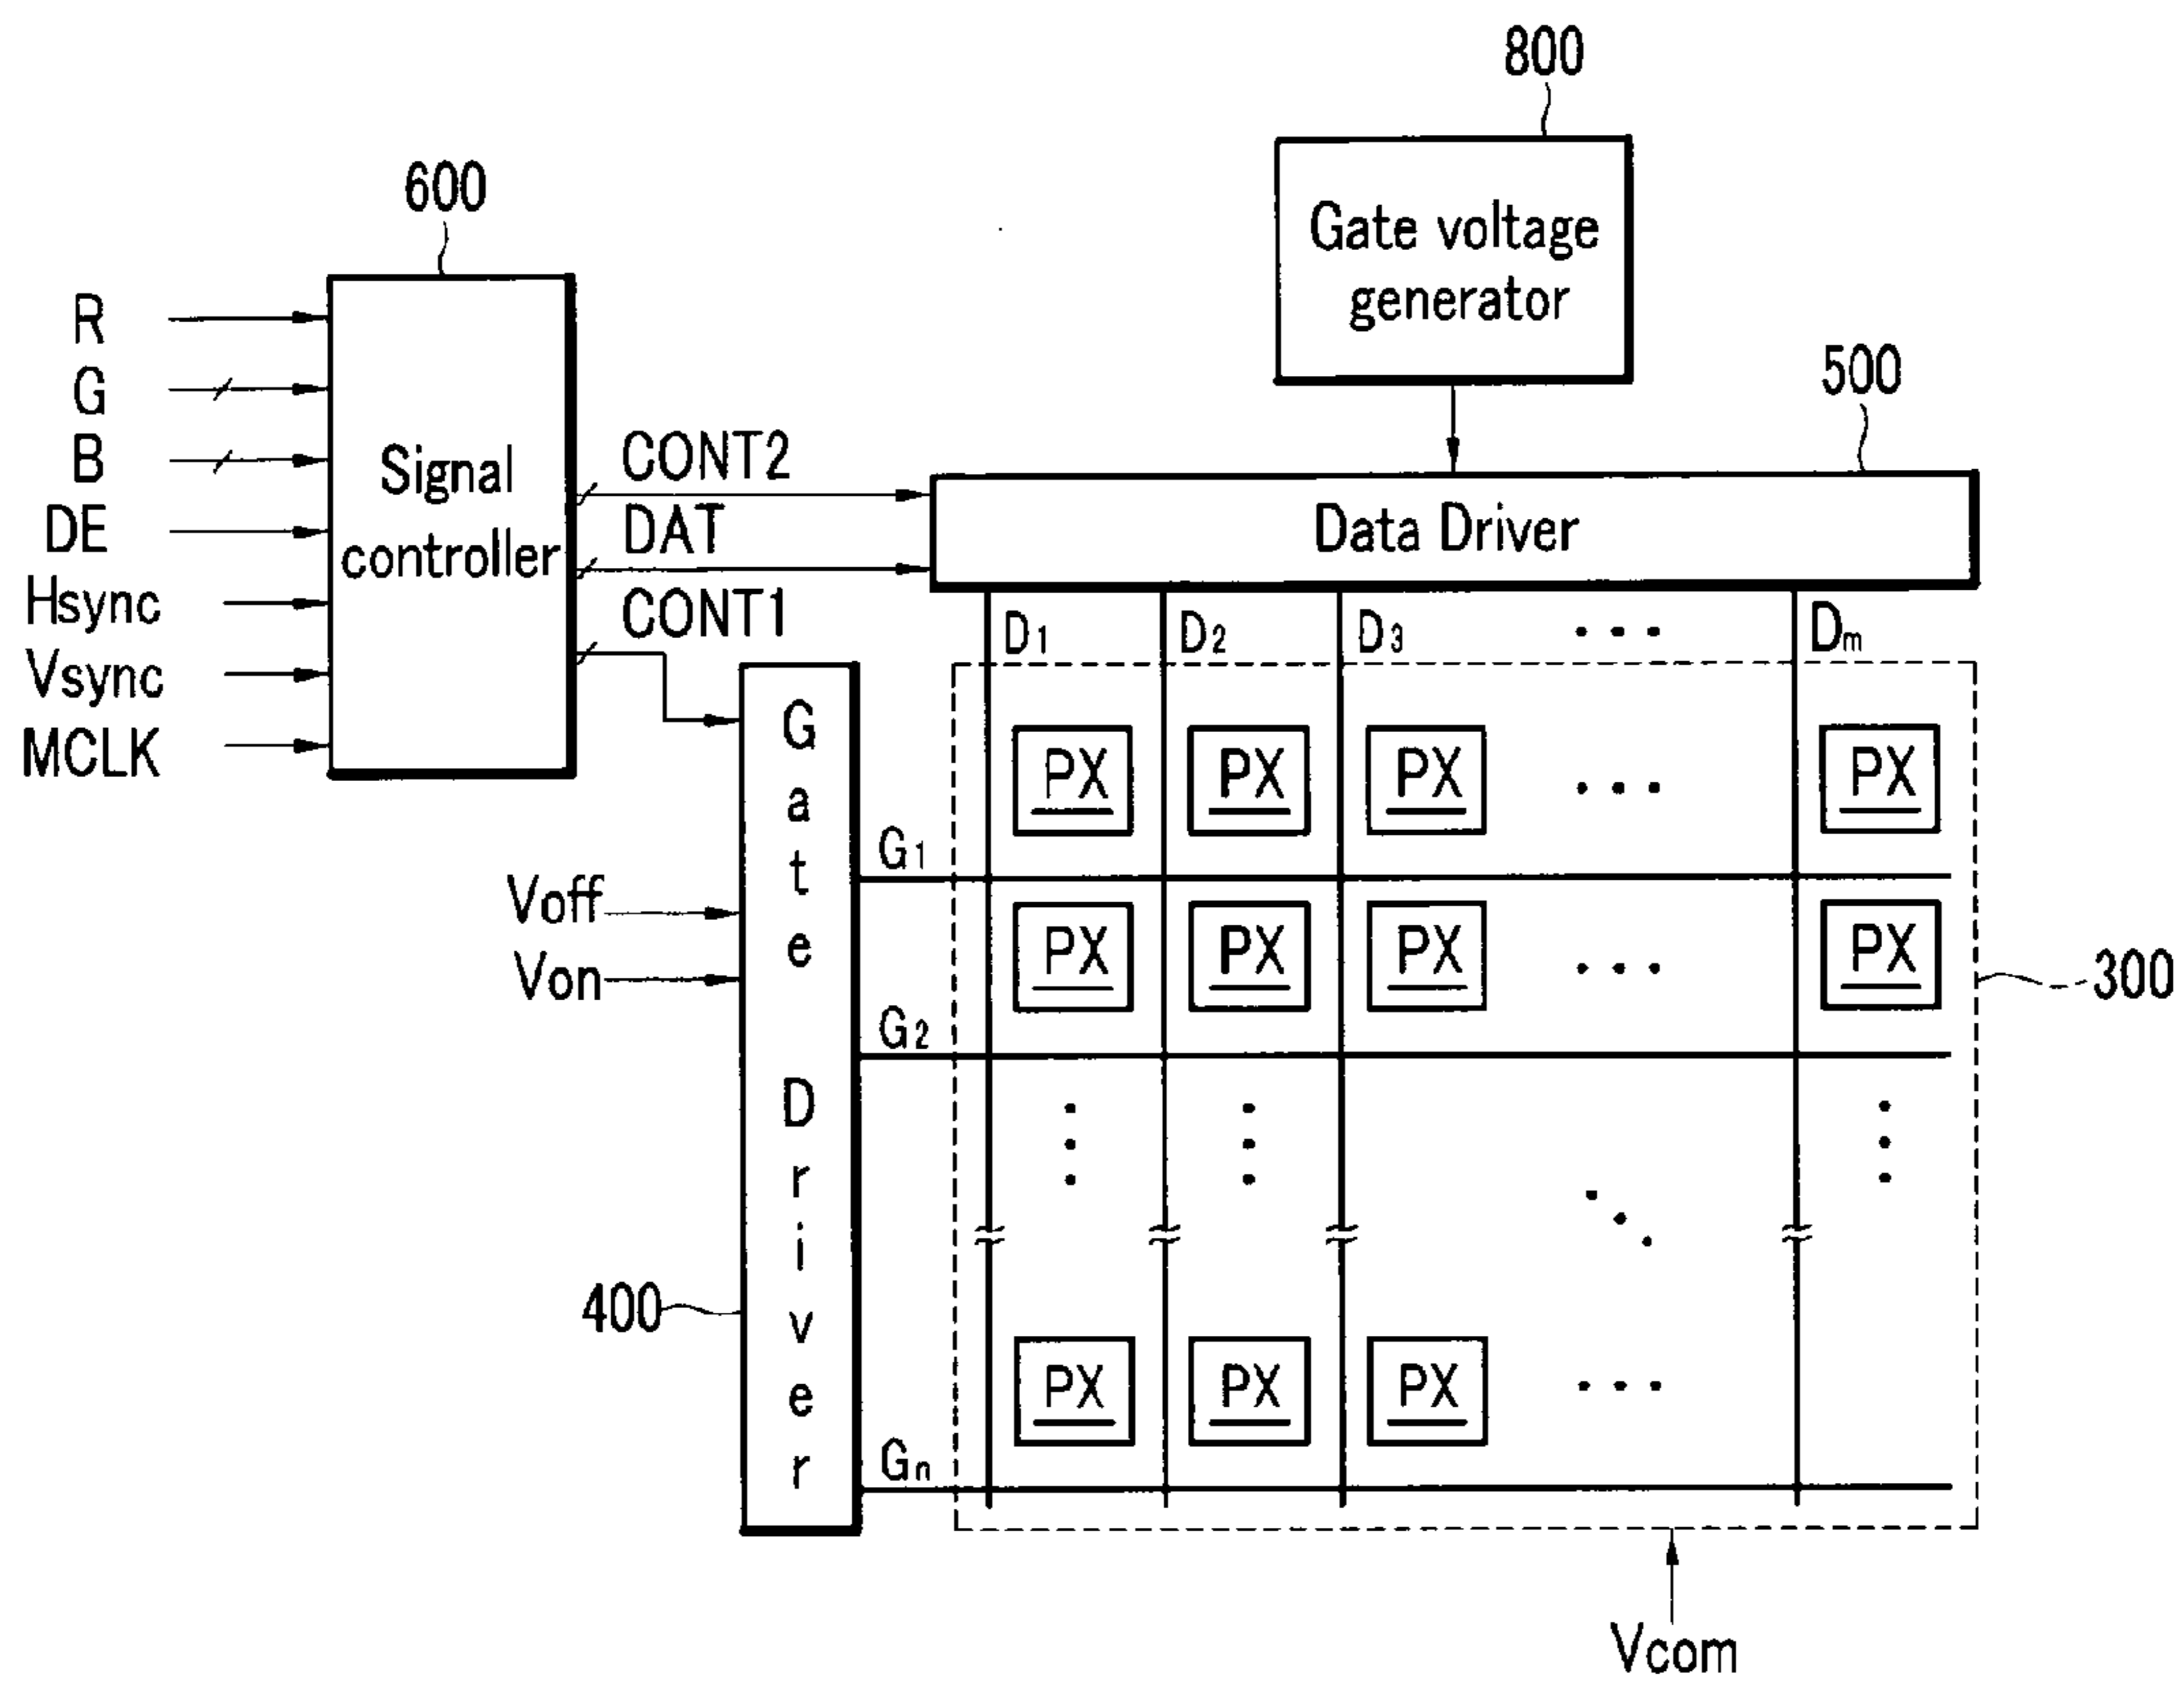 800
Gate voltage
generator
600
R
G
B
DE
Hsync
Vsync
MCLK
Signal
controller
CONT2
DAT
CONT1
500
Data Driver
D1 D2 D3 ... Dm
Gate Driver
Voff
Von
400
G1
G2
Gn
PX PX PX ... PX
PX PX PX ... PX
PX PX PX ...
300
Vcom